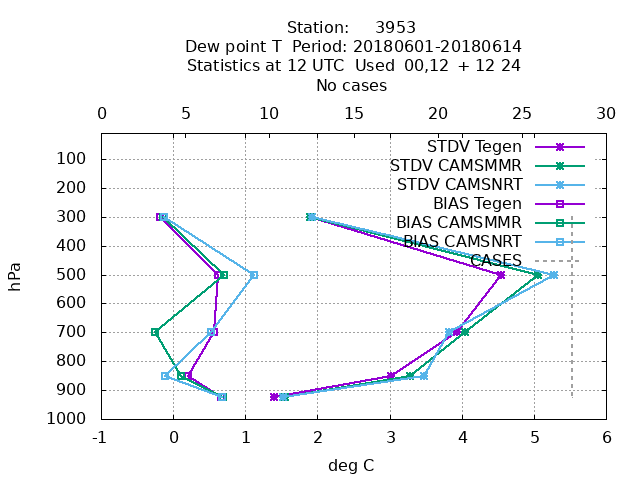 Station:     3953
Dew point T  Period: 20180601-20180614
Statistics at 12 UTC  Used  00,12  + 12 24
No cases
0 5 10 15 20 25 30
STDV Tegen
STDV CAMSMMR
STDV CAMSNRT
BIAS Tegen
BIAS CAMSMMR
BIAS CAMSNRT
CASES
hPa
100
200
300
400
500
600
700
800
900
1000
-1 0 1 2 3 4 5 6
deg C